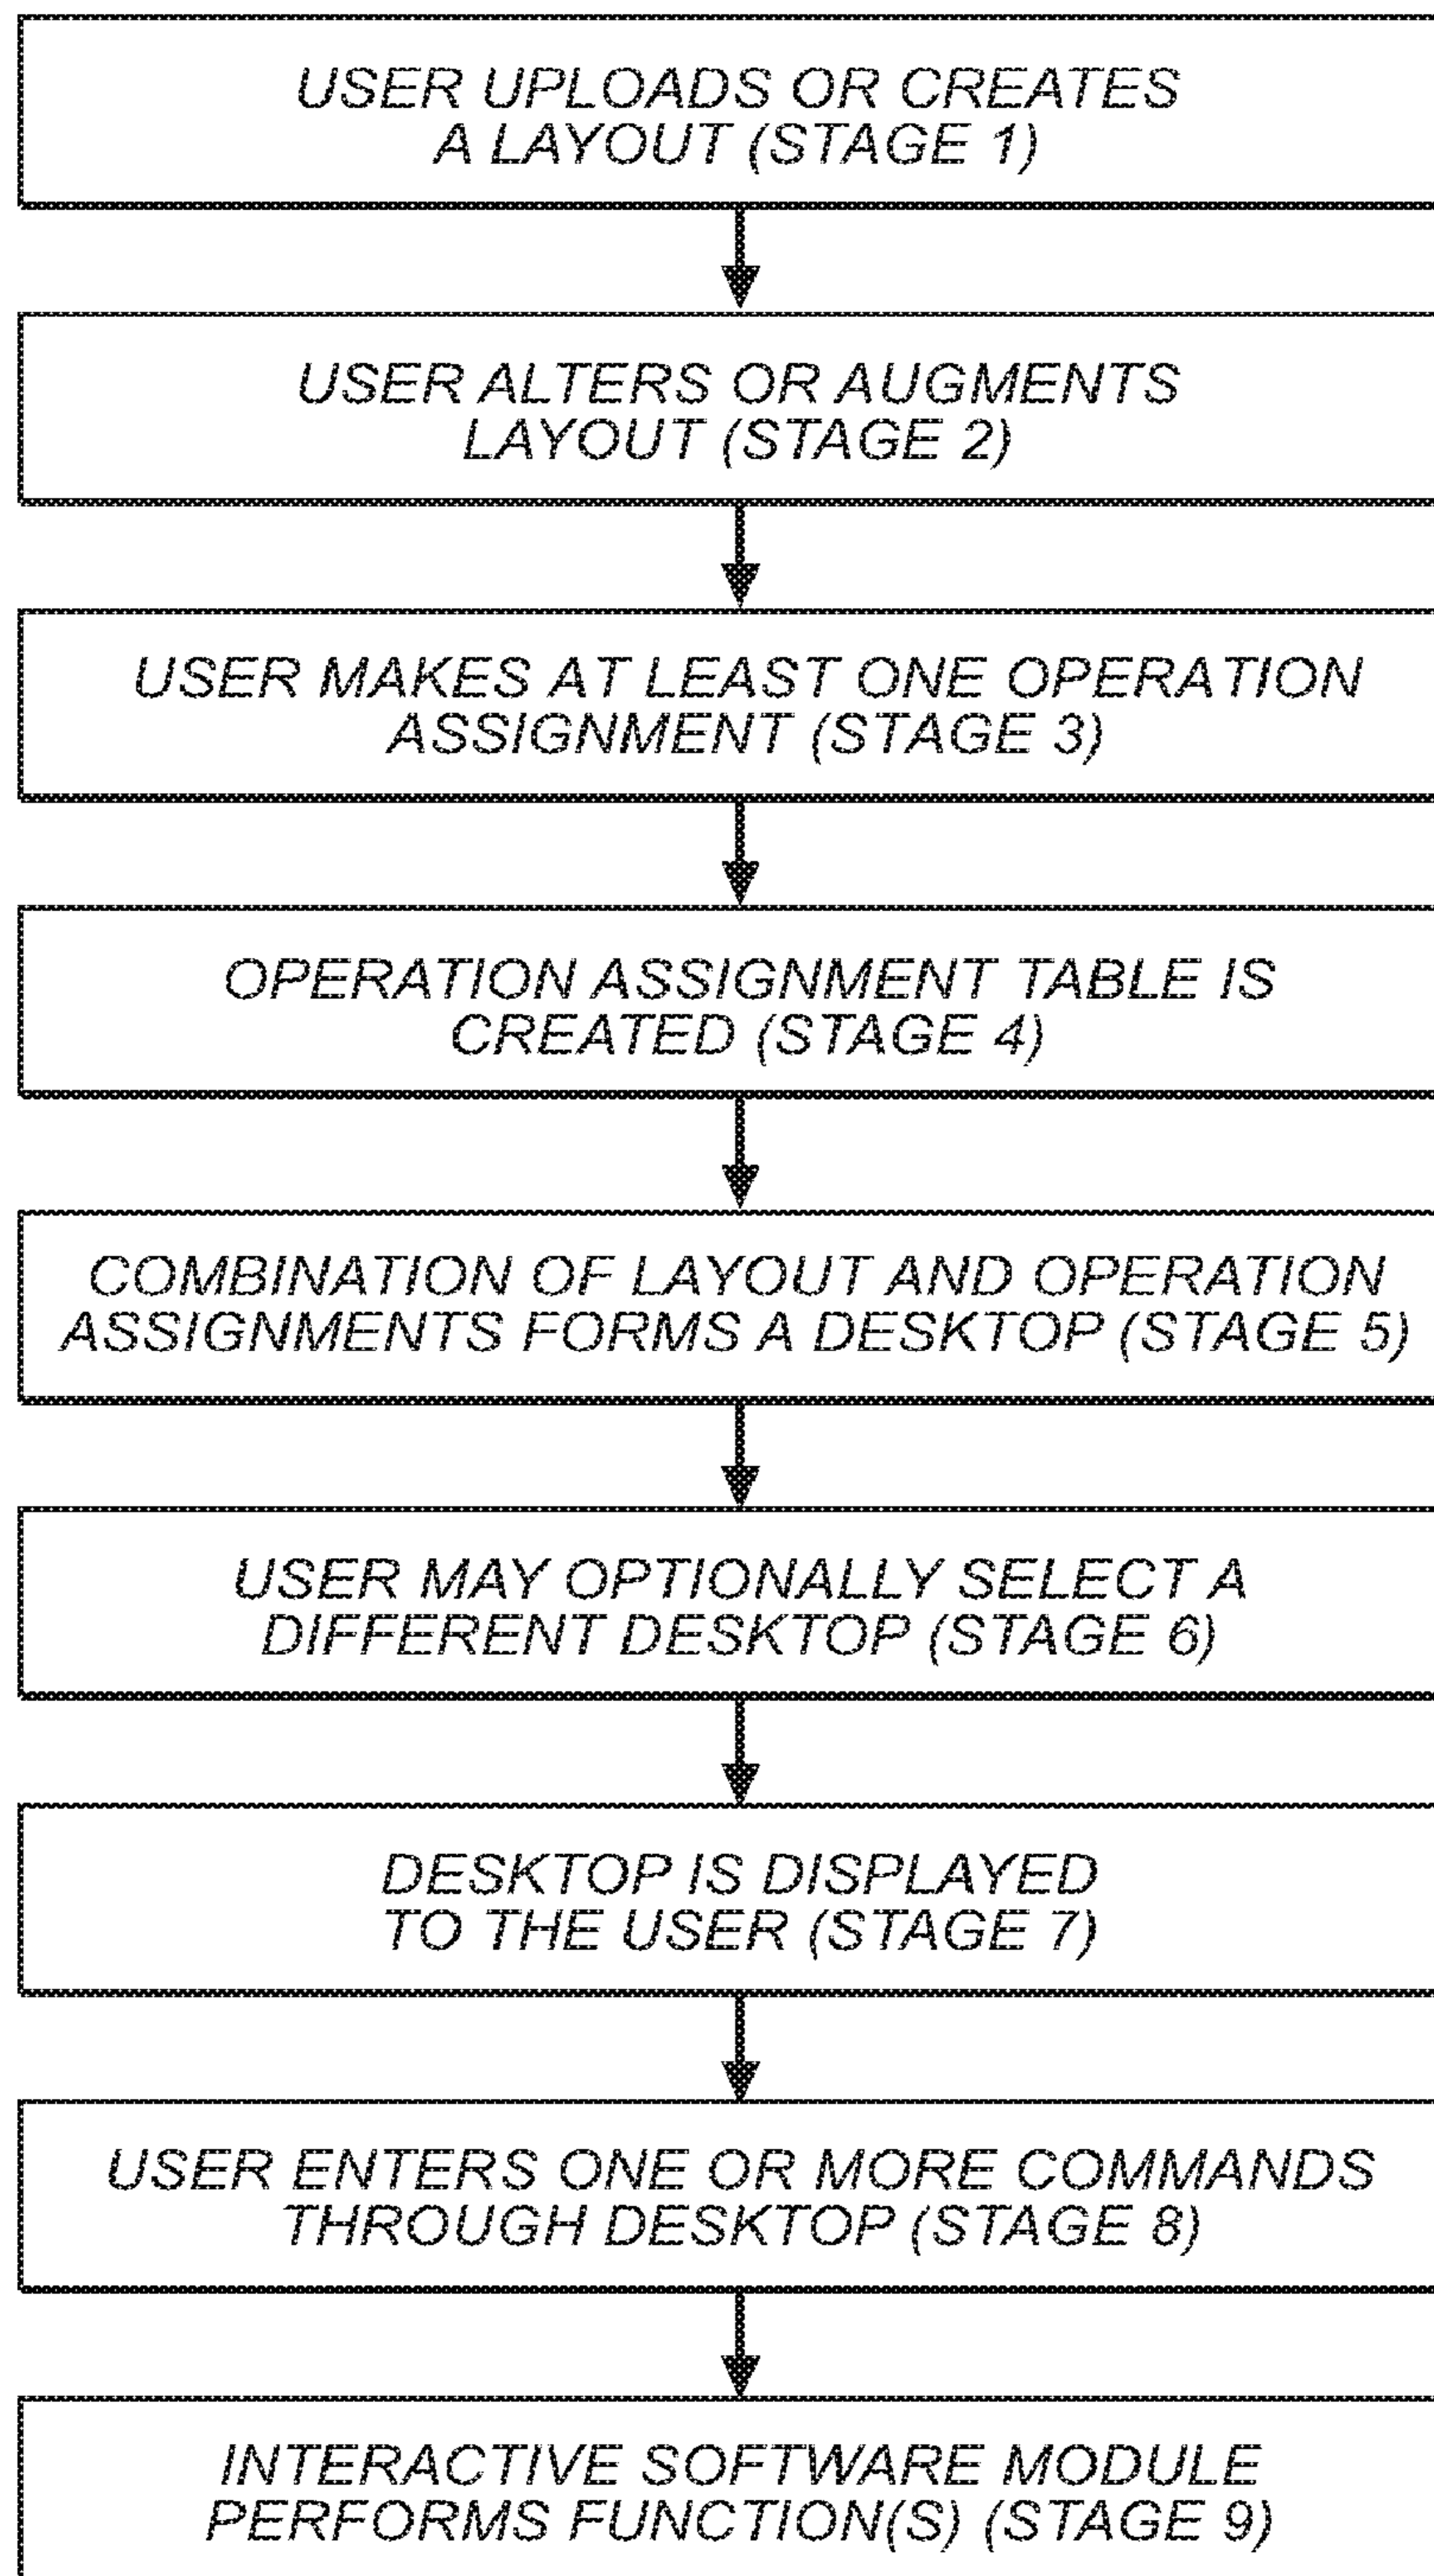 USER UPLOADS OR CREATES
A LAYOUT (STAGE 1)
USER ALTERS OR AUGMENTS
LAYOUT (STAGE 2)
USER MAKES AT LEAST ONE OPERATION
ASSIGNMENT (STAGE 3)
OPERATION ASSIGNMENT TABLE IS
CREATED (STAGE 4)
COMBINATION OF LAYOUT AND OPERATION
ASSIGNMENTS FORMS A DESKTOP (STAGE 5)
USER MAY OPTIONALLY SELECT A
DIFFERENT DESKTOP (STAGE 6)
DESKTOP IS DISPLAYED
TO THE USER (STAGE 7)
USER ENTERS ONE OR MORE COMMANDS
THROUGH DESKTOP (STAGE 8)
INTERACTIVE SOFTWARE MODULE
PERFORMS FUNCTION(S) (STAGE 9)